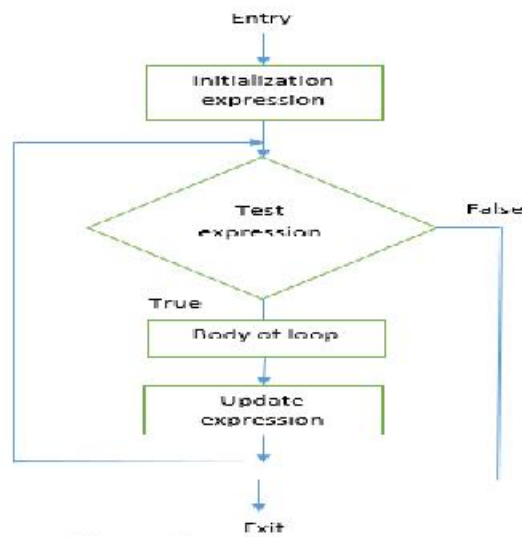 Entry
Initialization
expression
Test
expression
False
True
Body of loop
Update
expression
Exit